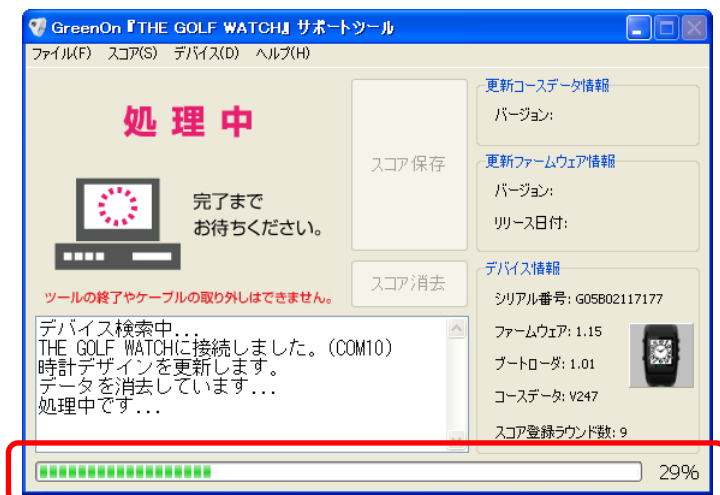 GreenOn『THE GOLF WATCH』サポートツール
ファイル(F) スコア(S) デバイス(D) ヘルプ(H)
処理中
完了まで
お待ちください。
ツールの終了やケーブルの取り外しはできません。
スコア保存
スコア消去
更新コースデータ情報
バージョン:
更新ファームウェア情報
バージョン:
リリース日付:
デバイス情報
シリアル番号: G05B02117177
ファームウェア: 1.15
ブートローダ: 1.01
コースデータ: V247
スコア登録ラウンド数: 9
デバイス検索中...
THE GOLF WATCHに接続しました。(COM10)
時計デザインを更新します。
データを消去しています...
処理中です...
29%